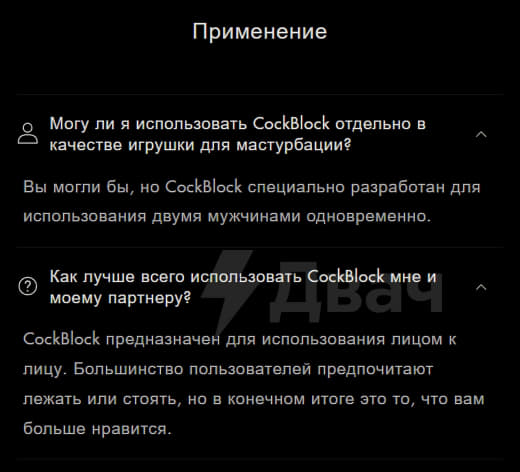 Применение
Могу ли я использовать CockBlock отдельно в
качестве игрушки для мастурбации?
Вы могли бы, но CockBlock специально разработан для
использования двумя мужчинами одновременно.
Как лучше всего использовать CockBlock мне и
моему партнеру?
Двач
CockBlock предназначен для использования лицом к
лицу. Большинство пользователей предпочитают
лежать или стоять, но в конечном итоге это то, что вам
больше нравится.